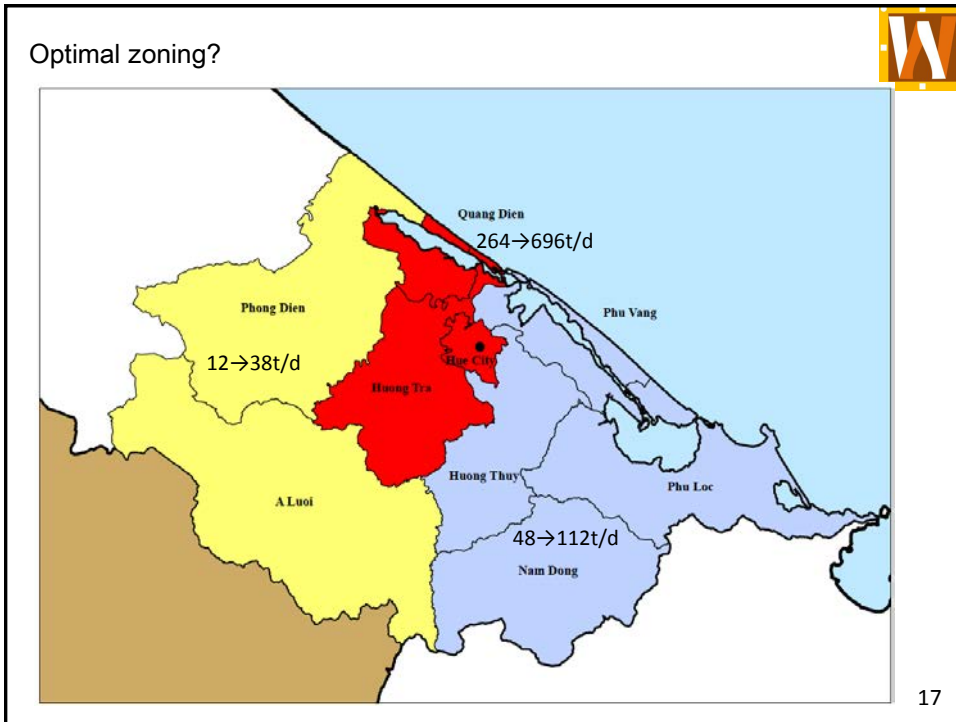 Optimal zoning?
Quang Dien
264→696t/d
Phong Dien
Phu Vang
12→38t/d
Hue City
Huong Tra
Huong Thuy
Phu Loc
A Luoi
48→112t/d
Nam Dong
17